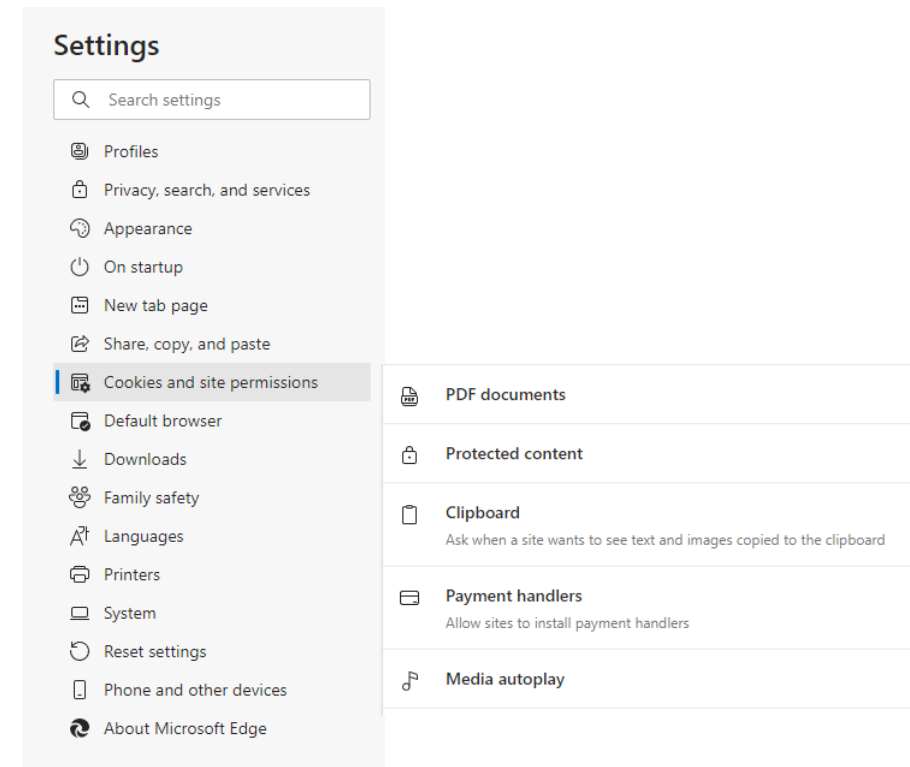 Settings
Search settings
Profiles
Privacy, search, and services
Appearance
On startup
New tab page
Share, copy, and paste
Cookies and site permissions
Default browser
Downloads
Family safety
Languages
Printers
System
Reset settings
Phone and other devices
About Microsoft Edge
PDF documents
Protected content
Clipboard
Ask when a site wants to see text and images copied to the clipboard
Payment handlers
Allow sites to install payment handlers
Media autoplay